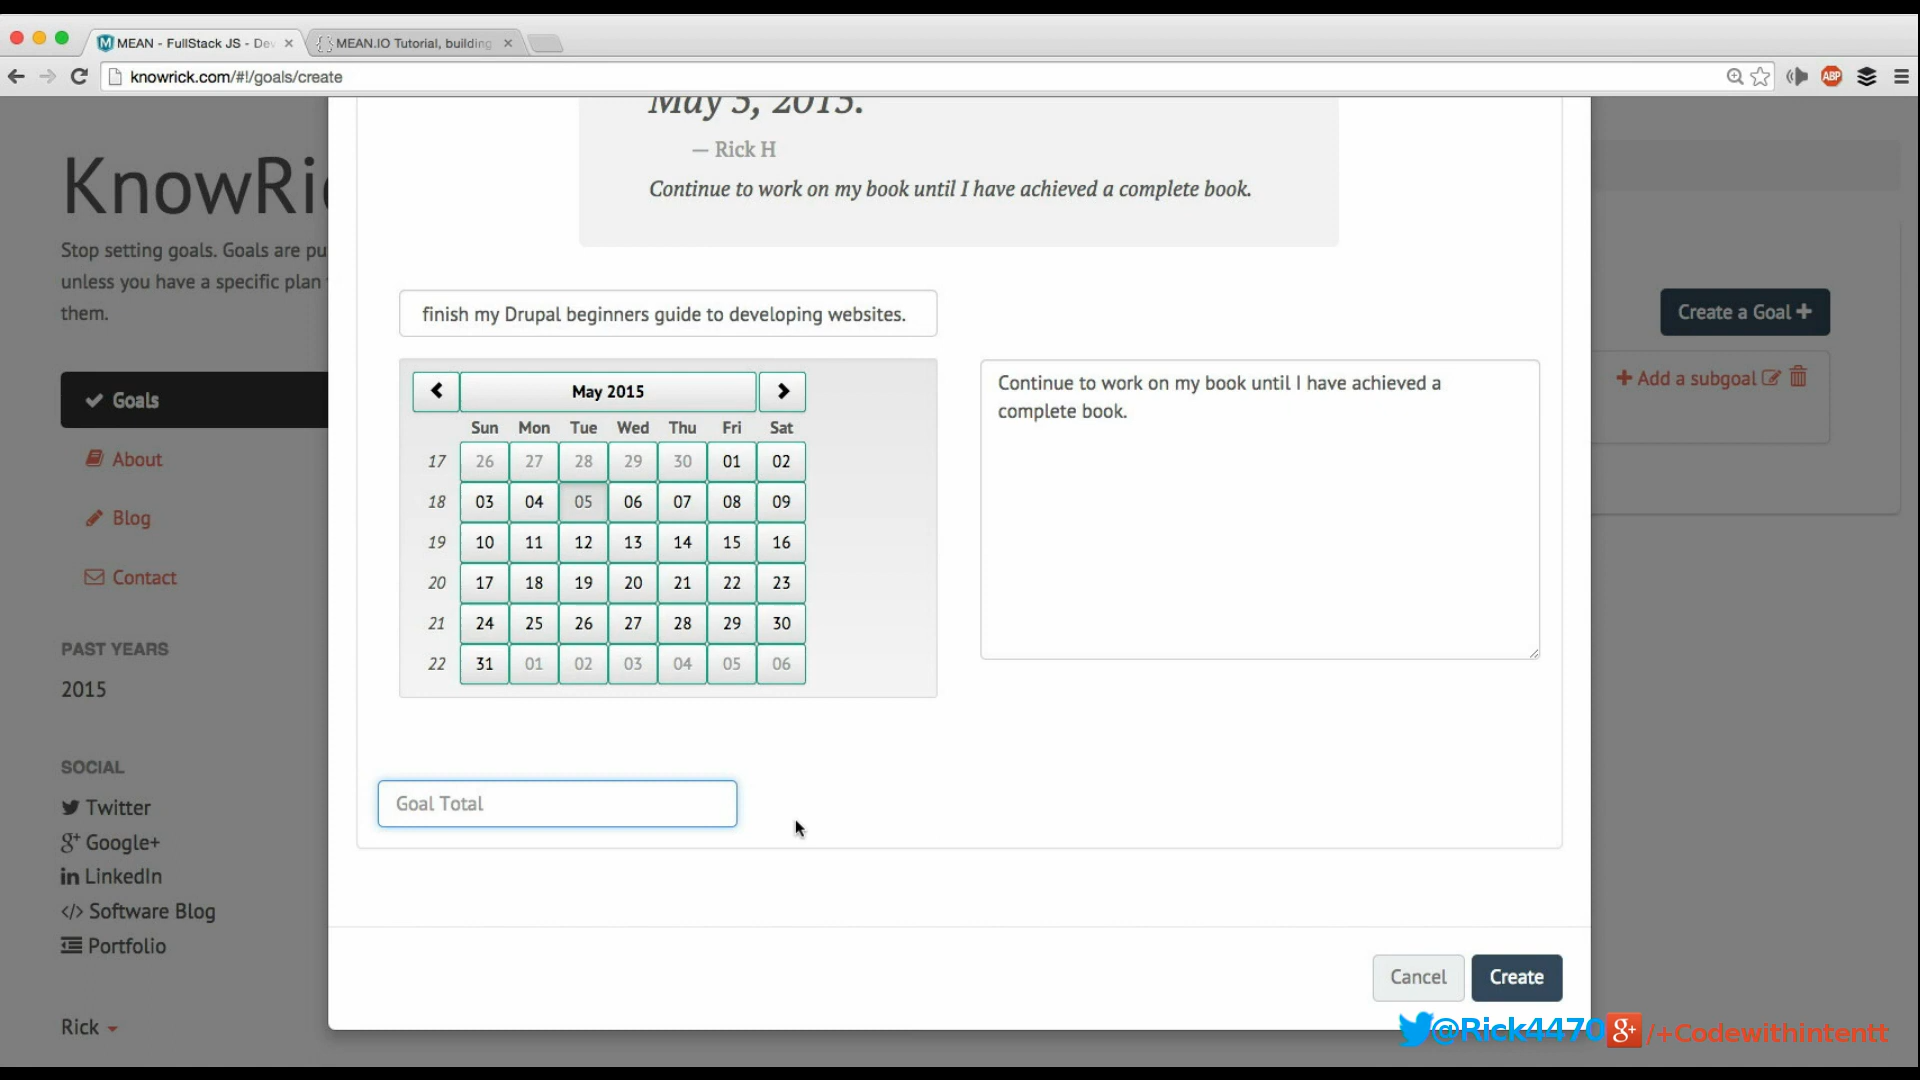 MEAN - FullStack JS - Dev
MEAN.IO Tutorial, building
knowrick.com/#!/goals/create
ABP
May 5, 2015.
— Rick H
Continue to work on my book until I have achieved a complete book.
Stop setting goals. Goals are pu
unless you have a specific plan
them.
Create a Goal
finish my Drupal beginners guide to developing websites.
Add a subgoal
Goals
About
Blog
Contact
May 2015
Sun Mon Tue Wed Thu Fri Sat
17 26 27 28 29 30 01 02
18 03 04 05 06 07 08 09
19 10 11 12 13 14 15 16
20 17 18 19 20 21 22 23
21 24 25 26 27 28 29 30
22 31 01 02 03 04 05 06
Continue to work on my book until I have achieved a
complete book.
PAST YEARS
2015
SOCIAL
Twitter
Google+
LinkedIn
</> Software Blog
Portfolio
Goal Total
Rick
Cancel
Create
@Rick4470 g+ /+Codewithintentt